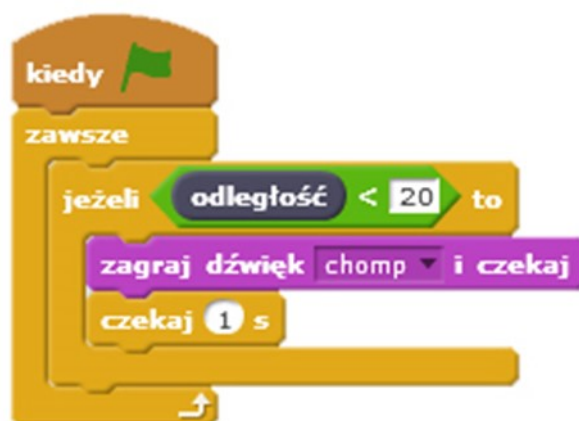 kiedy
zawsze
jeżeli odległość < 20 to
zagraj dźwięk chomp i czekaj
czekaj 1 s